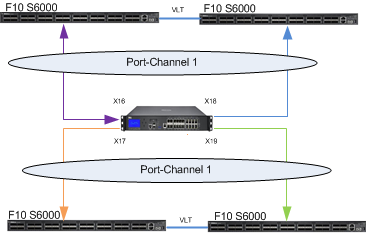 F10 S6000
VLT
F10 S6000
Port-Channel 1
X16
X18
X17
X19
Port-Channel 1
F10 S6000
VLT
F10 S6000